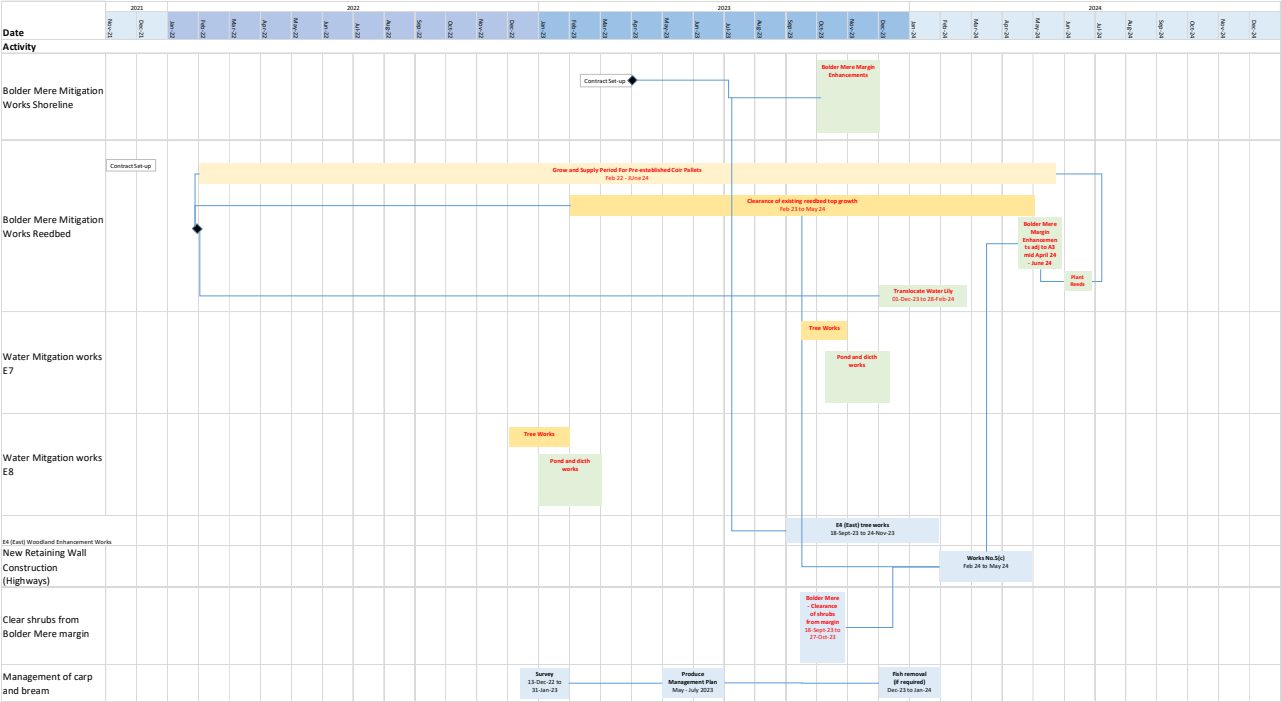 2021
2022
2023
2024
Date
Nov-21
Dec-21
Jan-22
Feb-22
Mar-22
Apr-22
May-22
Jun-22
Jul-22
Aug-22
Sep-22
Oct-22
Nov-22
Dec-22
Jan-23
Feb-23
Mar-23
Apr-23
May-23
Jun-23
Jul-23
Aug-23
Sep-23
Oct-23
Nov-23
Dec-23
Jan-24
Feb-24
Mar-24
Apr-24
May-24
Jun-24
Jul-24
Aug-24
Sep-24
Oct-24
Nov-24
Dec-24
Activity
Bolder Mere Mitigation
Works Shoreline
Contract Set-up
Bolder Mere Margin
Enhancements
Bolder Mere Mitigation
Works Reedbed
Contract Set-up
Grow and Supply Period For Pre-established Coir Pallets
Feb 22 - JUne 24
Clearance of existing reedbed top growth
Feb 23 to May 24
Bolder Mere
Margin
Enhancemen
ts adj to A3
mid April 24
- June 24
Plant
Reeds
Translocate Water Lily
01-Dec-23 to 28-Feb-24
Water Mitgation works
E7
Tree Works
Pond and dicth
works
Water Mitgation works
E8
Tree Works
Pond and dicth
works
E4 (East) Woodland Enhancement Works
E4 (East) tree works
18-Sept-23 to 24-Nov-23
New Retaining Wall
Construction
(Highways)
Works No.5(c)
Feb 24 to May 24
Clear shrubs from
Bolder Mere margin
Bolder Mere
- Clearance
of shrubs
from margin
18-Sept-23 to
27-Oct-23
Management of carp
and bream
Survey
13-Dec-22 to
31-Jan-23
Produce
Management Plan
May - July 2023
Fish removal
(if required)
Dec-23 to Jan-24